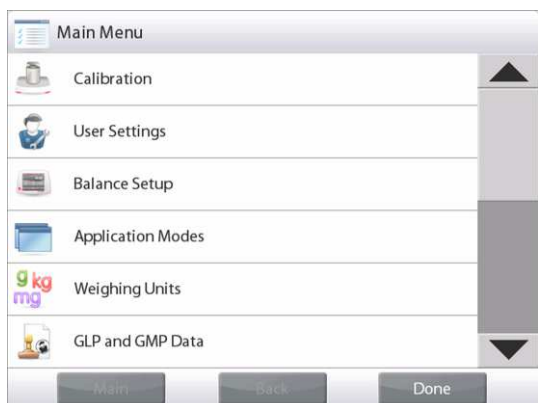 Main Menu
Calibration
User Settings
Balance Setup
Application Modes
g kg
mg
Weighing Units
GLP and GMP Data
Main Back Done